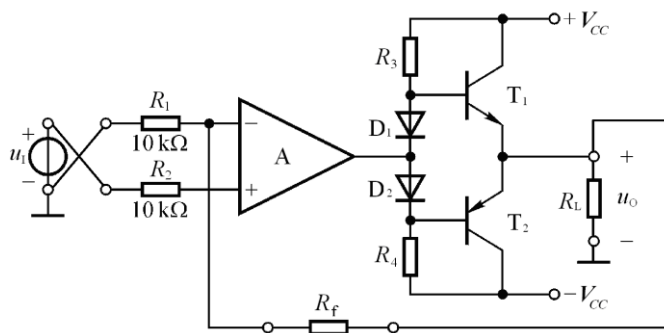 +V_CC
R_3
T_1
R_1
+
10 kΩ
−
D_1
+
u_I
A
−
R_2
+
D_2
R_L
u_O
10 kΩ
T_2
−
R_4
−V_CC
R_f